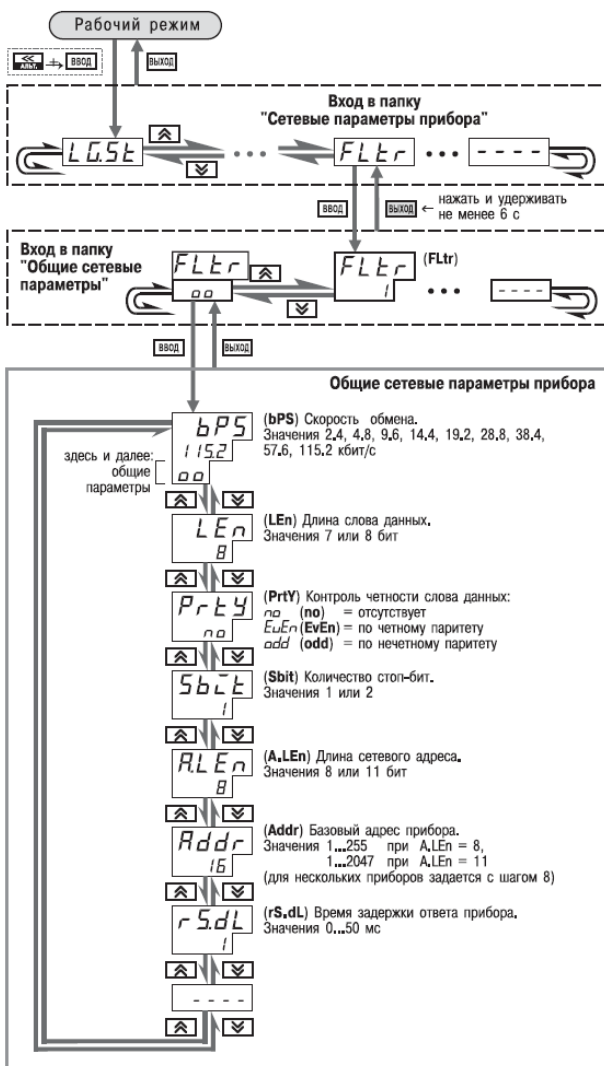 Рабочий режим
≪ АЛЬТ. ВВОД
ВЫХОД
Вход в папку
"Сетевые параметры прибора"
LG.St • • • FLtr • • • - - - -
ВВОД
ВЫХОД ← нажать и удерживать
не менее 6 с
Вход в папку
"Общие сетевые
параметры"
FLtr
oo
FLtr (FLtr)
1 • • • - - - -
ВВОД
ВЫХОД
Общие сетевые параметры прибора
здесь и далее:
общие
параметры
bPS
115.2
oo
(bPS) Скорость обмена.
Значения 2.4, 4.8, 9.6, 14.4, 19.2, 28.8, 38.4,
57.6, 115.2 кбит/с
LEn
8
(LEn) Длина слова данных.
Значения 7 или 8 бит
PrtY
no
(PrtY) Контроль четности слова данных:
no (no) = отсутствует
EvEn (EvEn) = по четному паритету
odd (odd) = по нечетному паритету
Sbit
1
(Sbit) Количество стоп-бит.
Значения 1 или 2
A.LEn
8
(A.LEn) Длина сетевого адреса.
Значения 8 или 11 бит
Addr
16
(Addr) Базовый адрес прибора.
Значения 1...255 при A.LEn = 8,
1...2047 при A.LEn = 11
(для нескольких приборов задается с шагом 8)
rS.dL
1
(rS.dL) Время задержки ответа прибора.
Значения 0...50 мс
- - - -